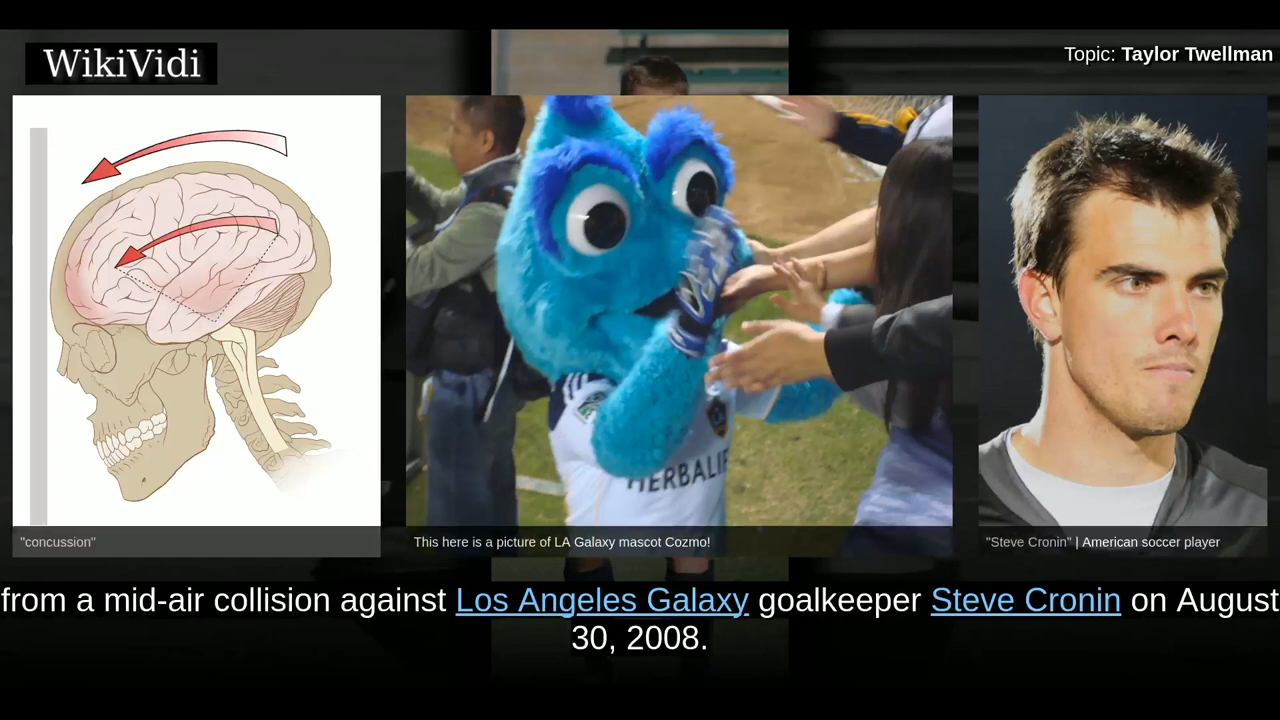 WikiVidi
Topic: Taylor Twellman
HERBALIF
"concussion"
This here is a picture of LA Galaxy mascot Cozmo!
"Steve Cronin" | American soccer player
from a mid-air collision against Los Angeles Galaxy goalkeeper Steve Cronin on August
30, 2008.